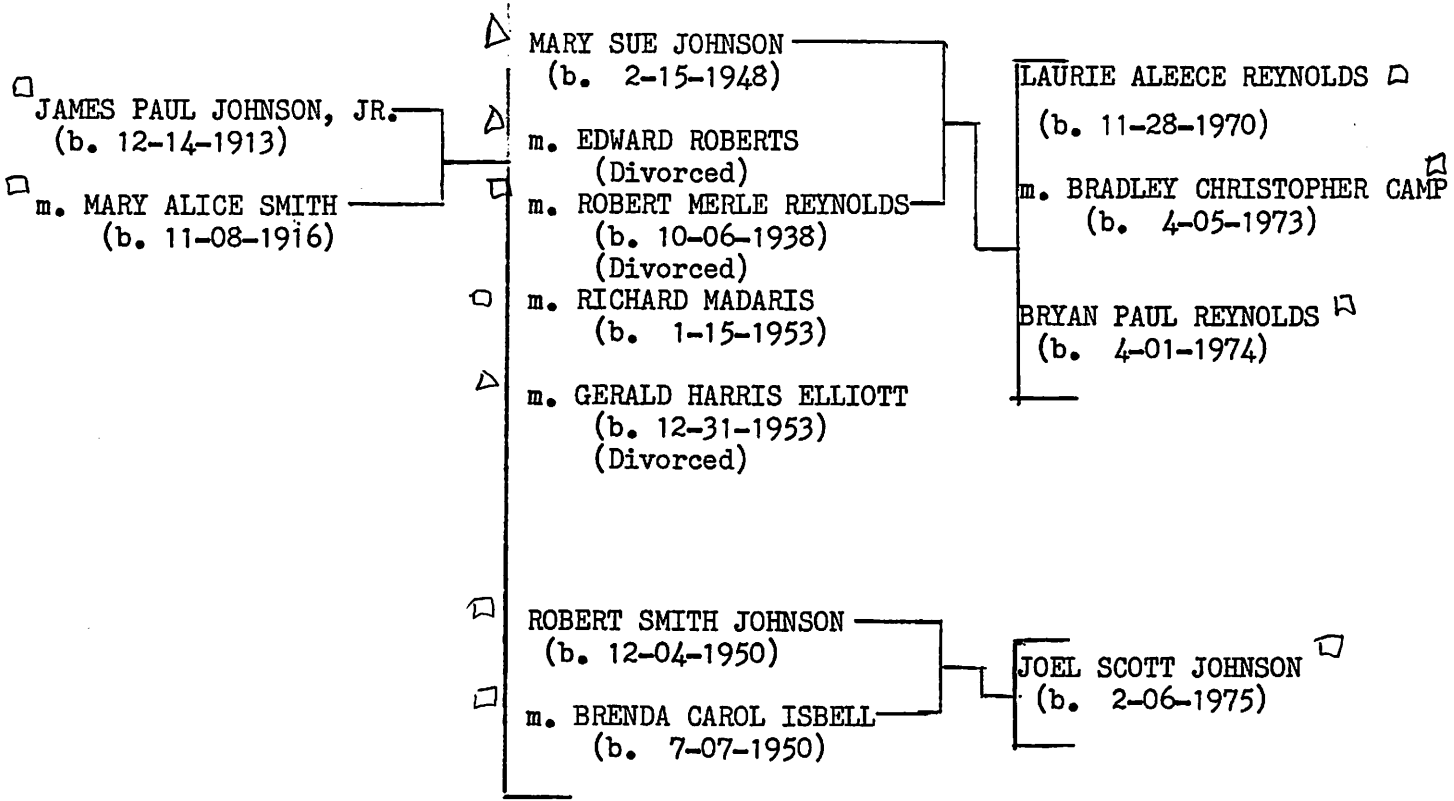 JAMES PAUL JOHNSON, JR.
(b. 12-14-1913)
m. MARY ALICE SMITH
(b. 11-08-1916)
MARY SUE JOHNSON
(b. 2-15-1948)
m. EDWARD ROBERTS
(Divorced)
m. ROBERT MERLE REYNOLDS
(b. 10-06-1938)
(Divorced)
m. RICHARD MADARIS
(b. 1-15-1953)
m. GERALD HARRIS ELLIOTT
(b. 12-31-1953)
(Divorced)
ROBERT SMITH JOHNSON
(b. 12-04-1950)
m. BRENDA CAROL ISBELL
(b. 7-07-1950)
LAURIE ALEECE REYNOLDS
(b. 11-28-1970)
m. BRADLEY CHRISTOPHER CAMP
(b. 4-05-1973)
BRYAN PAUL REYNOLDS
(b. 4-01-1974)
JOEL SCOTT JOHNSON
(b. 2-06-1975)